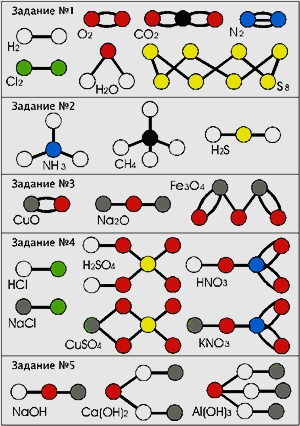 Задание №1
H2
O2
CO2
N2
Cl2
H2O
S8
Задание №2
NH3
CH4
H2S
Задание №3
CuO
Na2O
Fe3O4
Задание №4
HCl
H2SO4
HNO3
NaCl
CuSO4
KNO3
Задание №5
NaOH
Ca(OH)2
Al(OH)3